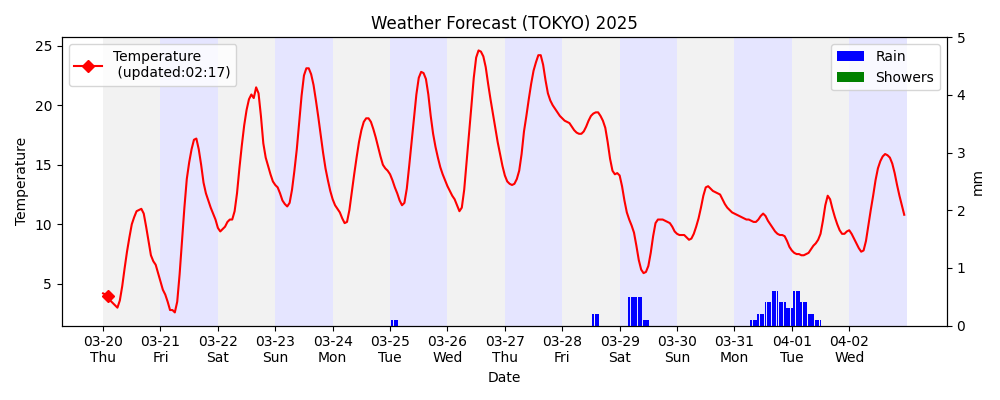 Weather Forecast (TOKYO) 2025
Temperature
(updated:02:17)
Rain
Showers
25
20
15
10
5
Temperature
5
4
3
2
1
0
mm
03-20 03-21 03-22 03-23 03-24 03-25 03-26 03-27 03-28 03-29 03-30 03-31 04-01 04-02
Thu Fri Sat Sun Mon Tue Wed Thu Fri Sat Sun Mon Tue Wed
Date